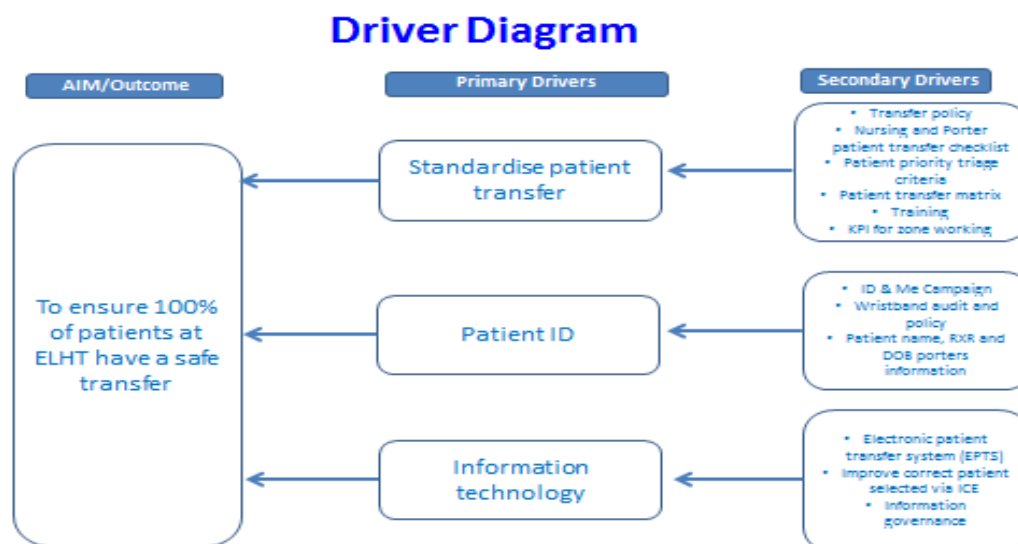 Driver Diagram
AIM/Outcome
Primary Drivers
Secondary Drivers
To ensure 100%
of patients at
ELHT have a safe
transfer
Standardise patient
transfer
• Transfer policy
• Nursing and Porter
patient transfer checklist
• Patient priority triage
criteria
• Patient transfer matrix
• Training
• KPI for zone working
Patient ID
• ID & Me Campaign
• Wristband audit and
policy
• Patient name, RXR and
DOB porters
information
Information
technology
• Electronic patient
transfer system (EPTS)
• Improve correct patient
selected via ICE
• Information
governance